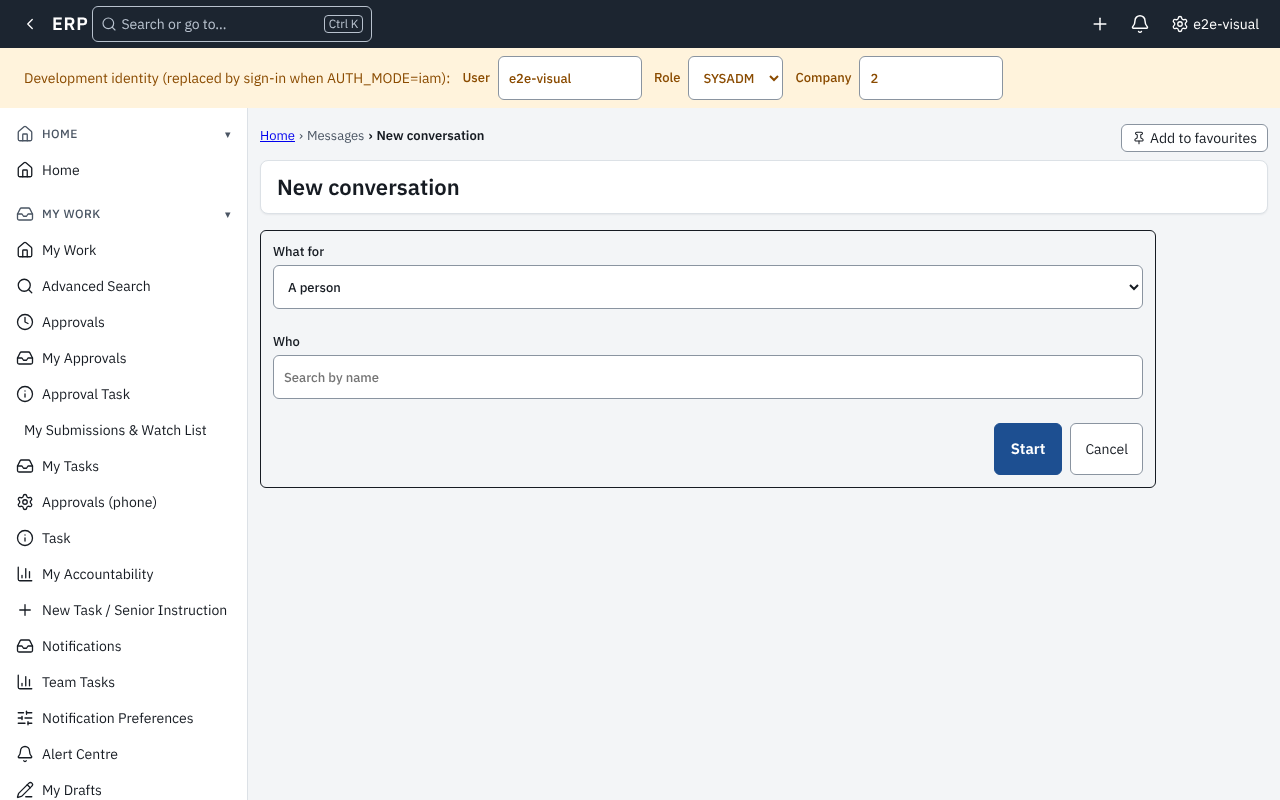 ERP Search or go to... Ctrl K e2e-visual
Development identity (replaced by sign-in when AUTH_MODE=iam): User e2e-visual Role SYSADM Company 2
HOME ▾
Home
MY WORK ▾
My Work
Advanced Search
Approvals
My Approvals
Approval Task
My Submissions & Watch List
My Tasks
Approvals (phone)
Task
My Accountability
New Task / Senior Instruction
Notifications
Team Tasks
Notification Preferences
Alert Centre
My Drafts
Home › Messages › New conversation
Add to favourites
New conversation
What for
A person
Who
Search by name
Start Cancel